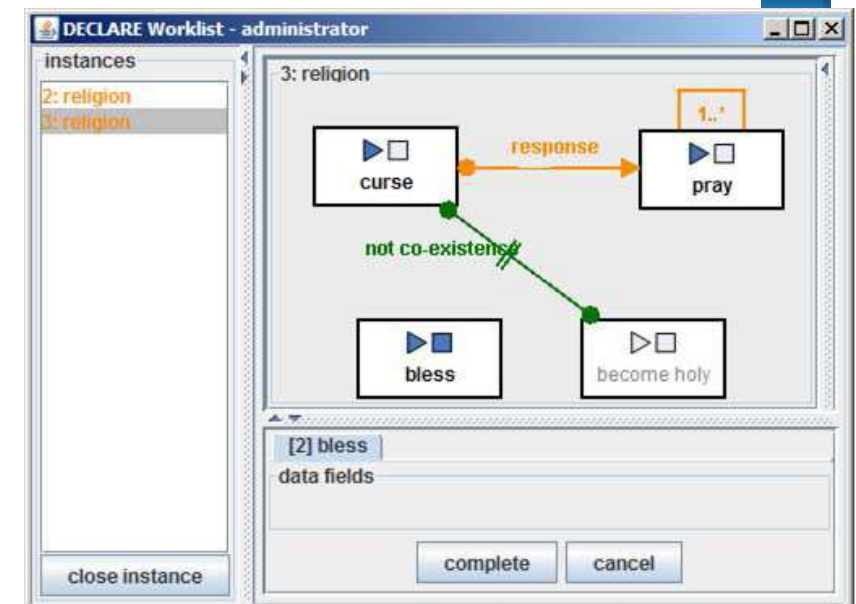 DECLARE Worklist - administrator
instances
2: religion
3: religion
close instance
3: religion
1..*
response
curse
pray
not co-existence
bless
become holy
[2] bless
data fields
complete
cancel